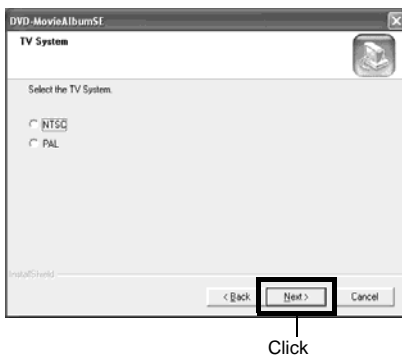 DVD-MovieAlbumSE
TV System
Select the TV System.
NTSC
PAL
InstallShield
< Back
Next >
Cancel
Click